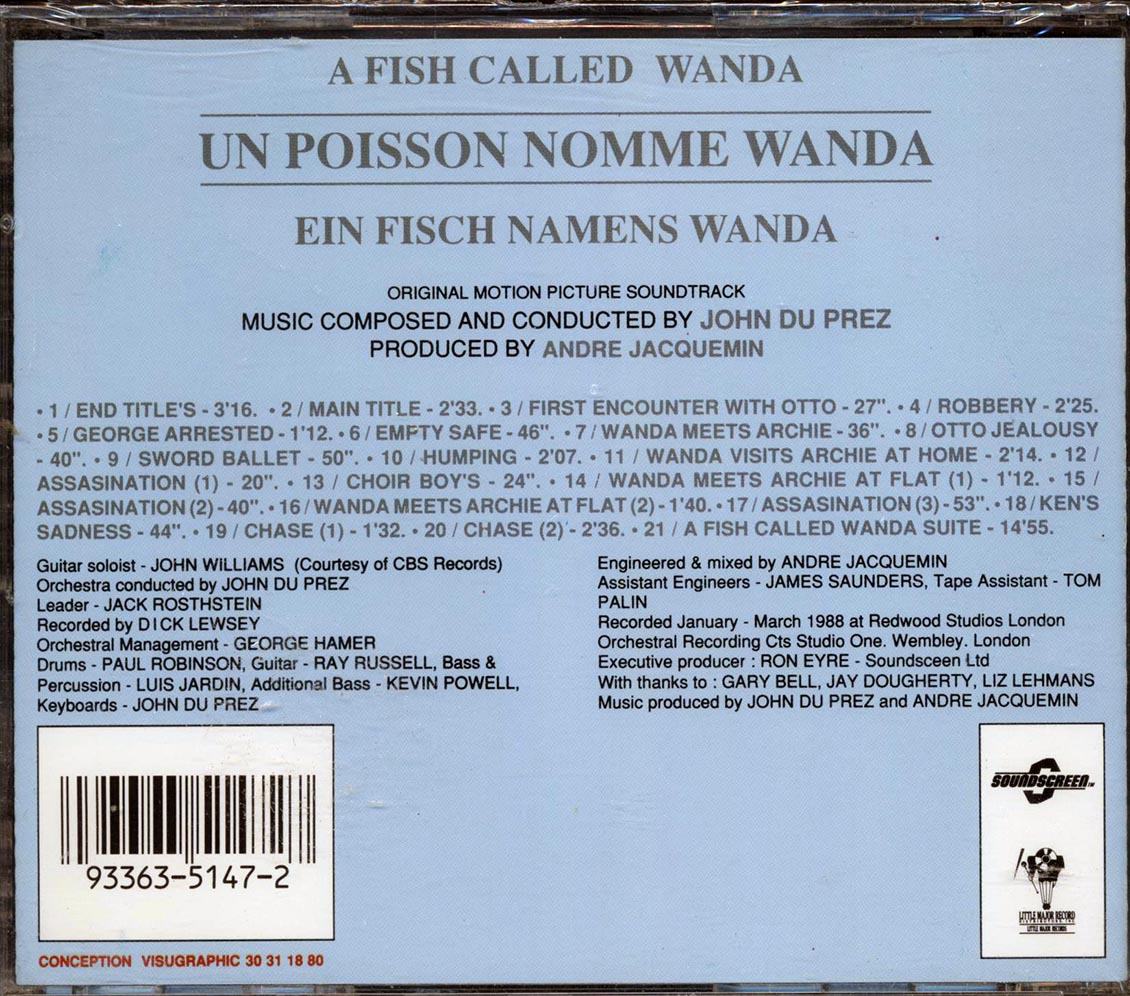 A FISH CALLED WANDA
UN POISSON NOMME WANDA
EIN FISCH NAMENS WANDA
ORIGINAL MOTION PICTURE SOUNDTRACK
MUSIC COMPOSED AND CONDUCTED BY JOHN DU PREZ
PRODUCED BY ANDRE JACQUEMIN
• 1 / END TITLE'S - 3'16. • 2 / MAIN TITLE - 2'33. • 3 / FIRST ENCOUNTER WITH OTTO - 27". • 4 / ROBBERY - 2'25.
• 5 / GEORGE ARRESTED - 1'12. • 6 / EMPTY SAFE - 46". • 7 / WANDA MEETS ARCHIE - 36". • 8 / OTTO JEALOUSY
- 40". • 9 / SWORD BALLET - 50". • 10 / HUMPING - 2'07. • 11 / WANDA VISITS ARCHIE AT HOME - 2'14. • 12 /
ASSASINATION (1) - 20". • 13 / CHOIR BOY'S - 24". • 14 / WANDA MEETS ARCHIE AT FLAT (1) - 1'12. • 15 /
ASSASINATION (2) - 40". • 16 / WANDA MEETS ARCHIE AT FLAT (2) - 1'40. • 17 / ASSASINATION (3) - 53". • 18 / KEN'S
SADNESS - 44". • 19 / CHASE (1) - 1'32. • 20 / CHASE (2) - 2'36. • 21 / A FISH CALLED WANDA SUITE - 14'55.
Guitar soloist - JOHN WILLIAMS (Courtesy of CBS Records)
Orchestra conducted by JOHN DU PREZ
Leader - JACK ROSTHSTEIN
Recorded by DICK LEWSEY
Orchestral Management - GEORGE HAMER
Drums - PAUL ROBINSON, Guitar - RAY RUSSELL, Bass &
Percussion - LUIS JARDIN, Additional Bass - KEVIN POWELL,
Keyboards - JOHN DU PREZ
Engineered & mixed by ANDRE JACQUEMIN
Assistant Engineers - JAMES SAUNDERS, Tape Assistant - TOM
PALIN
Recorded January - March 1988 at Redwood Studios London
Orchestral Recording Cts Studio One. Wembley. London
Executive producer : RON EYRE - Soundsceen Ltd
With thanks to : GARY BELL, JAY DOUGHERTY, LIZ LEHMANS
Music produced by JOHN DU PREZ and ANDRE JACQUEMIN
93363-5147-2
CONCEPTION VISUGRAPHIC 30 31 18 80
SOUNDSCREEN TM
LITTLE MAJOR RECORD
DISTRIBUTORS INC
LITTLE MAJOR RECORDS